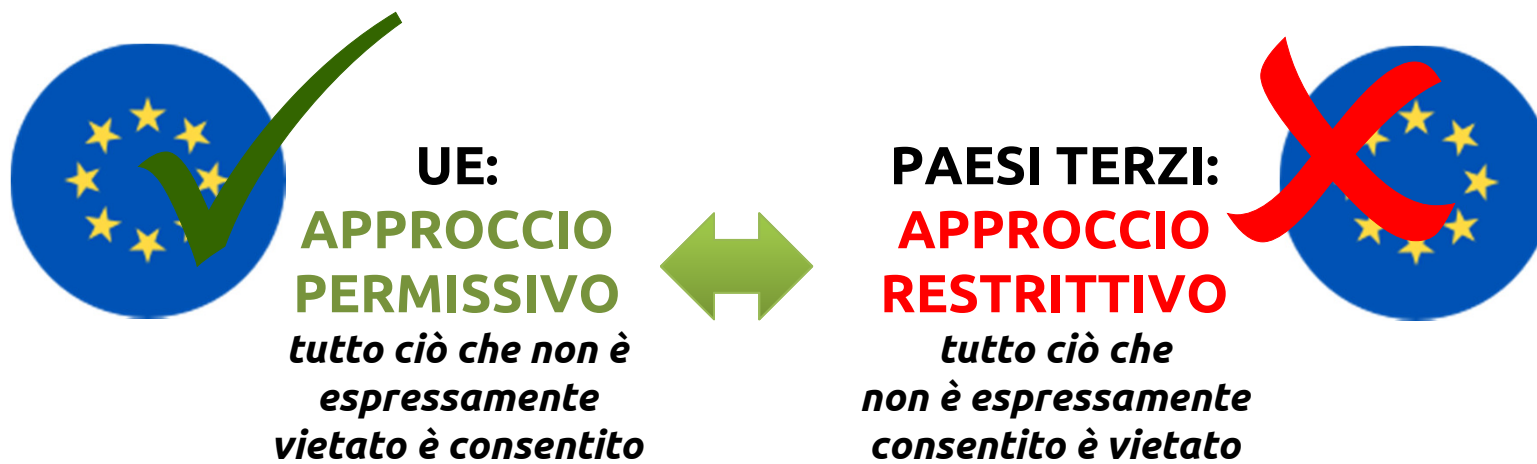 UE:
APPROCCIO
PERMISSIVO
tutto ciò che non è
espressamente
vietato è consentito
PAESI TERZI:
APPROCCIO
RESTRITTIVO
tutto ciò che
non è espressamente
consentito è vietato